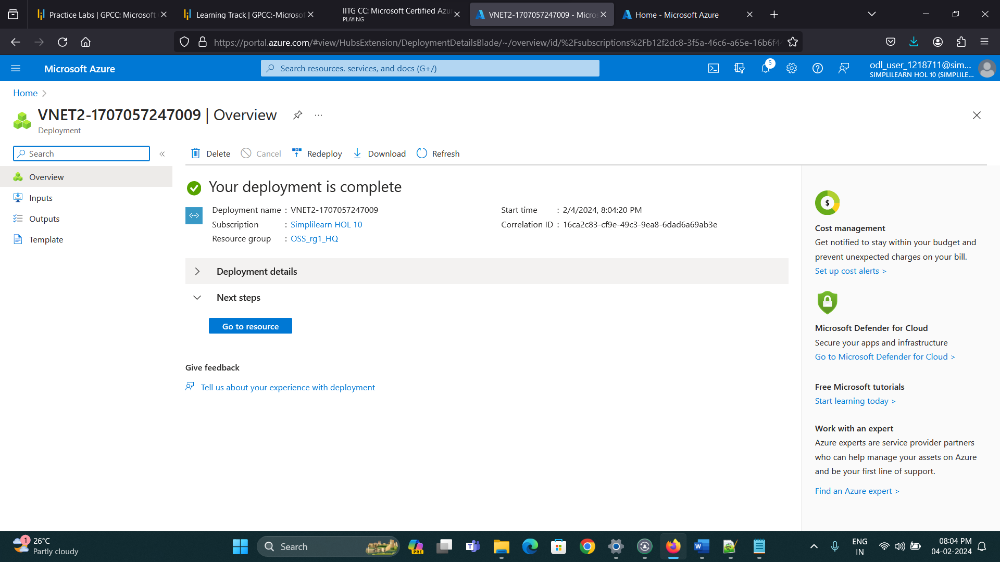 Practice Labs | GPCC: Microsoft
Learning Track | GPCC:-Microsof
IITG CC: Microsoft Certified Azu
PLAYING
VNET2-1707057247009 - Micros
Home - Microsoft Azure
https://portal.azure.com/#view/HubsExtension/DeploymentDetailsBlade/~/overview/id/%2Fsubscriptions%2Fb12f2dc8-3f5a-46c6-a65e-16b6f44
Microsoft Azure
Search resources, services, and docs (G+/)
5
odl_user_1218711@sim...
SIMPLILEARN HOL 10 (SIMPLILE...
Home
VNET2-1707057247009 | Overview
Deployment
Search
Delete
Cancel
Redeploy
Download
Refresh
Overview
Inputs
Outputs
Template
Your deployment is complete
Deployment name : VNET2-1707057247009
Subscription : Simplilearn HOL 10
Resource group : OSS_rg1_HQ
Start time : 2/4/2024, 8:04:20 PM
Correlation ID : 16ca2c83-cf9e-49c3-9ea8-6dad6a69ab3e
Deployment details
Next steps
Go to resource
Give feedback
Tell us about your experience with deployment
$
Cost management
Get notified to stay within your budget and
prevent unexpected charges on your bill.
Set up cost alerts >
Microsoft Defender for Cloud
Secure your apps and infrastructure
Go to Microsoft Defender for Cloud >
Free Microsoft tutorials
Start learning today >
Work with an expert
Azure experts are service provider partners
who can help manage your assets on Azure
and be your first line of support.
Find an Azure expert >
1
26°C
Partly cloudy
Search
PRE
ENG
IN
08:04 PM
04-02-2024